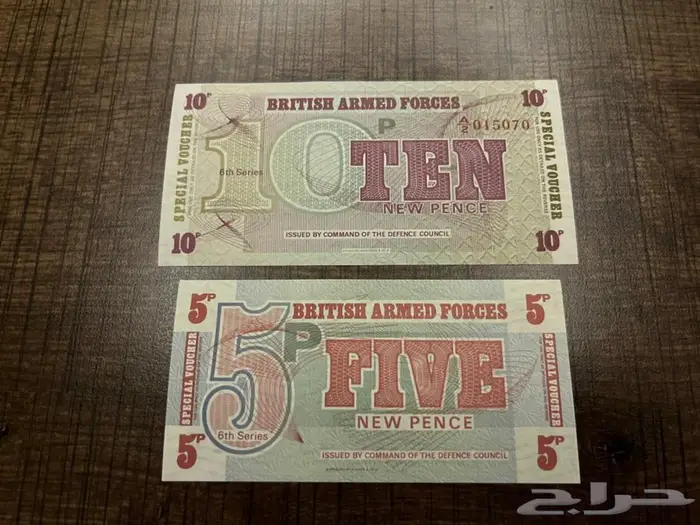 10P
BRITISH ARMED FORCES
10P
A/2 015070
SPECIAL VOUCHER
10 P
6th Series
TEN
NEW PENCE
SPECIAL VOUCHER
10P
ISSUED BY COMMAND OF THE DEFENCE COUNCIL
10P
5P
BRITISH ARMED FORCES
5P
SPECIAL VOUCHER
5P
6th Series
FIVE
NEW PENCE
SPECIAL VOUCHER
5P
ISSUED BY COMMAND OF THE DEFENCE COUNCIL
5P
حراج